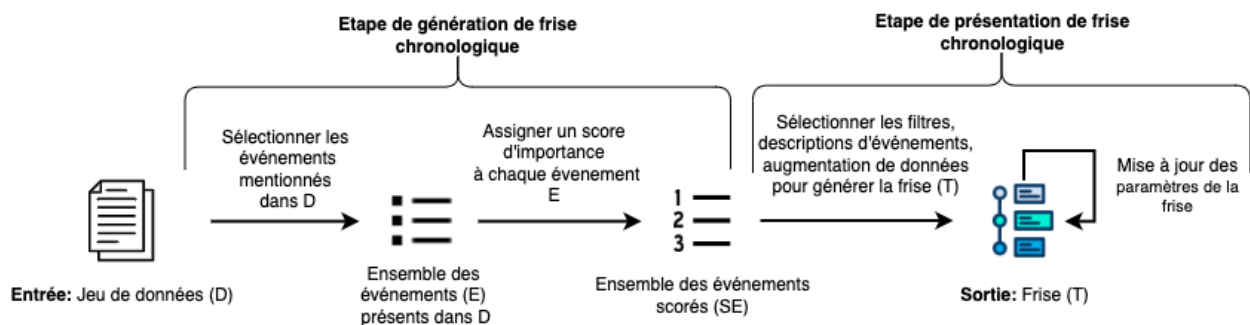 Etape de génération de frise
chronologique
Etape de présentation de frise
chronologique
Sélectionner les
événements
mentionnés
dans D
Assigner un score
d'importance
à chaque évenement
E
Sélectionner les filtres,
descriptions d'événements,
augmentation de données
pour générer la frise (T)
Mise à jour des
paramètres de la
frise
1
2
3
Entrée: Jeu de données (D)
Ensemble des
événements (E)
présents dans D
Ensemble des événements
scorés (SE)
Sortie: Frise (T)